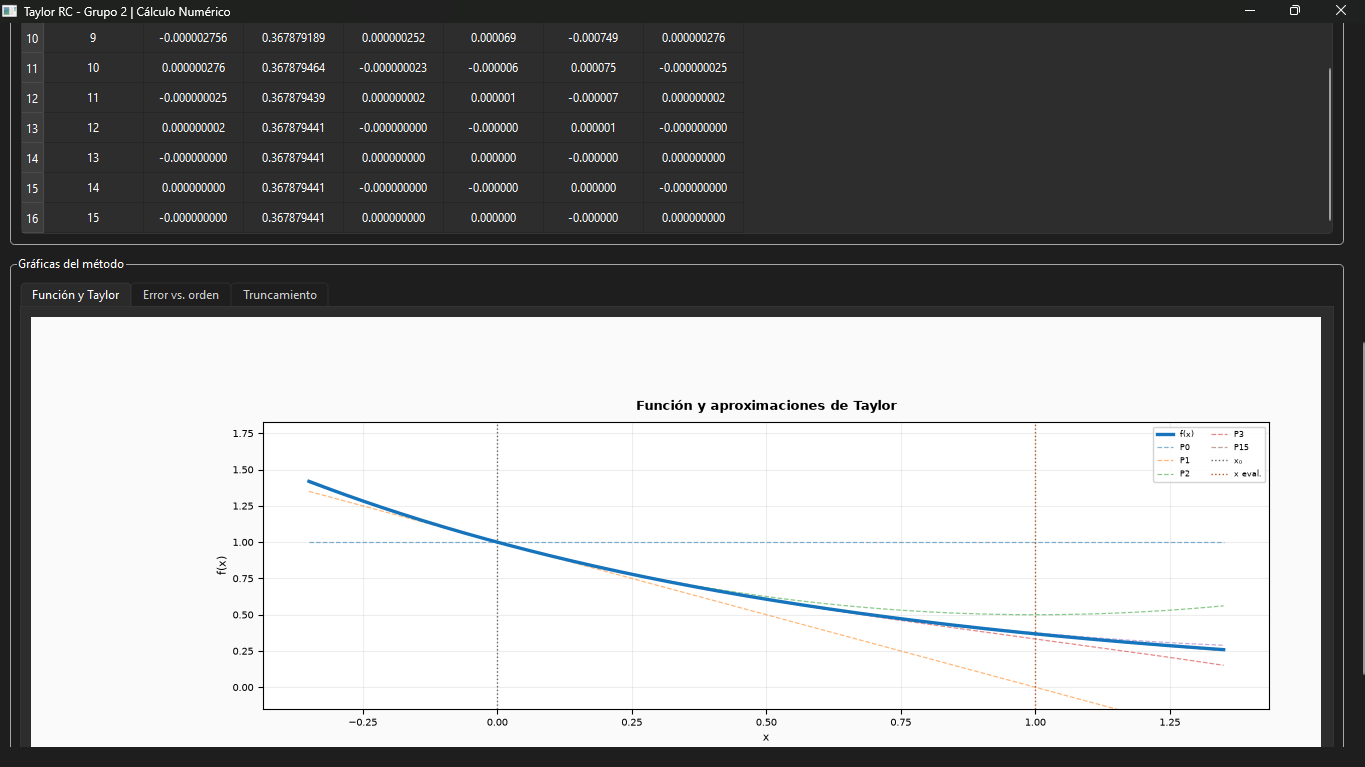 Taylor RC - Grupo 2 | Cálculo Numérico
10 9 -0.000002756 0.367879189 0.000000252 0.000069 -0.000749 0.000000276
11 10 0.000000276 0.367879464 -0.000000023 -0.000006 0.000075 -0.000000025
12 11 -0.000000025 0.367879439 0.000000002 0.000001 -0.000007 0.000000002
13 12 0.000000002 0.367879441 -0.000000000 -0.000000 0.000001 -0.000000000
14 13 -0.000000000 0.367879441 0.000000000 0.000000 -0.000000 0.000000000
15 14 0.000000000 0.367879441 -0.000000000 -0.000000 0.000000 -0.000000000
16 15 -0.000000000 0.367879441 0.000000000 0.000000 -0.000000 0.000000000
Gráficas del método
Función y Taylor Error vs. orden Truncamiento
Función y aproximaciones de Taylor
f(x) P3
P0 P15
P1 x₀
P2 x eval.
1.75
1.50
1.25
1.00
0.75
0.50
0.25
0.00
f(x)
−0.25 0.00 0.25 0.50 0.75 1.00 1.25
x